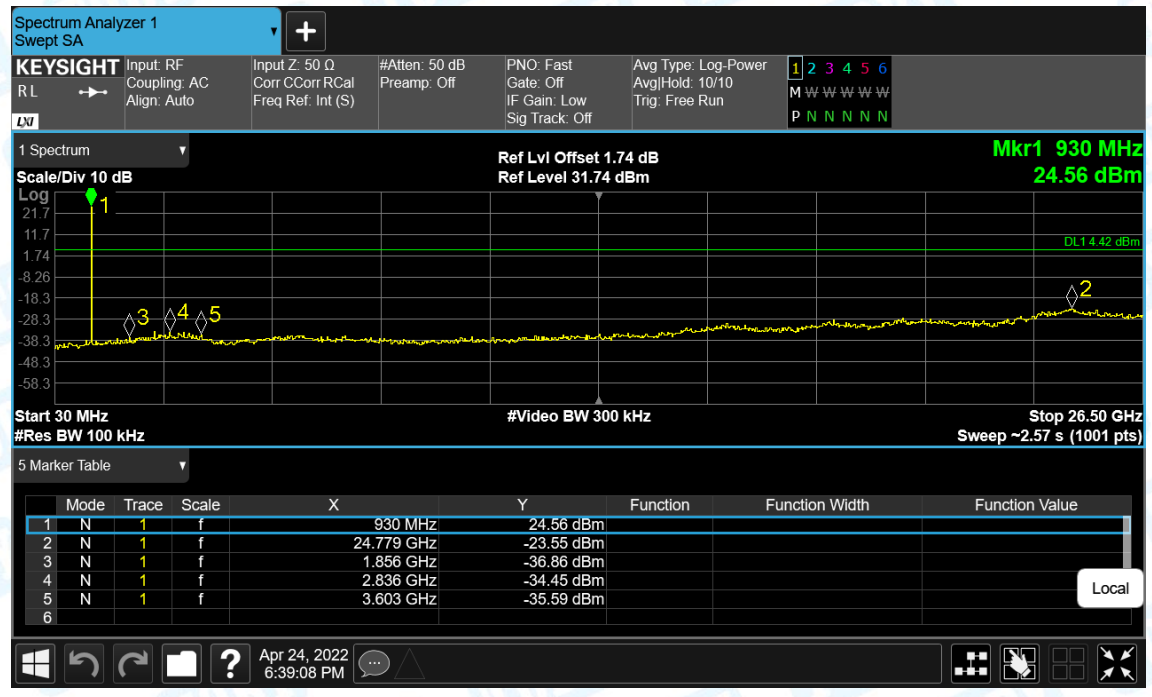 Spectrum Analyzer 1
Swept SA
+
KEYSIGHT
R L
LXI
Input: RF
Coupling: AC
Align: Auto
Input Z: 50 Ω
Corr CCorr RCal
Freq Ref: Int (S)
#Atten: 50 dB
Preamp: Off
PNO: Fast
Gate: Off
IF Gain: Low
Sig Track: Off
Avg Type: Log-Power
Avg|Hold: 10/10
Trig: Free Run
1 2 3 4 5 6
M W W W W W
P N N N N N
1 Spectrum
Scale/Div 10 dB
Ref Lvl Offset 1.74 dB
Ref Level 31.74 dBm
Mkr1 930 MHz
24.56 dBm
Log
21.7
11.7
1.74
-8.26
-18.3
-28.3
-38.3
-48.3
-58.3
1
DL1 4.42 dBm
2
3
4
5
Start 30 MHz
#Video BW 300 kHz
Stop 26.50 GHz
#Res BW 100 kHz
Sweep ~2.57 s (1001 pts)
5 Marker Table
Mode Trace Scale X Y Function Function Width Function Value
1 N 1 f 930 MHz 24.56 dBm
2 N 1 f 24.779 GHz -23.55 dBm
3 N 1 f 1.856 GHz -36.86 dBm
4 N 1 f 2.836 GHz -34.45 dBm
5 N 1 f 3.603 GHz -35.59 dBm
6
Local
?
Apr 24, 2022
6:39:08 PM